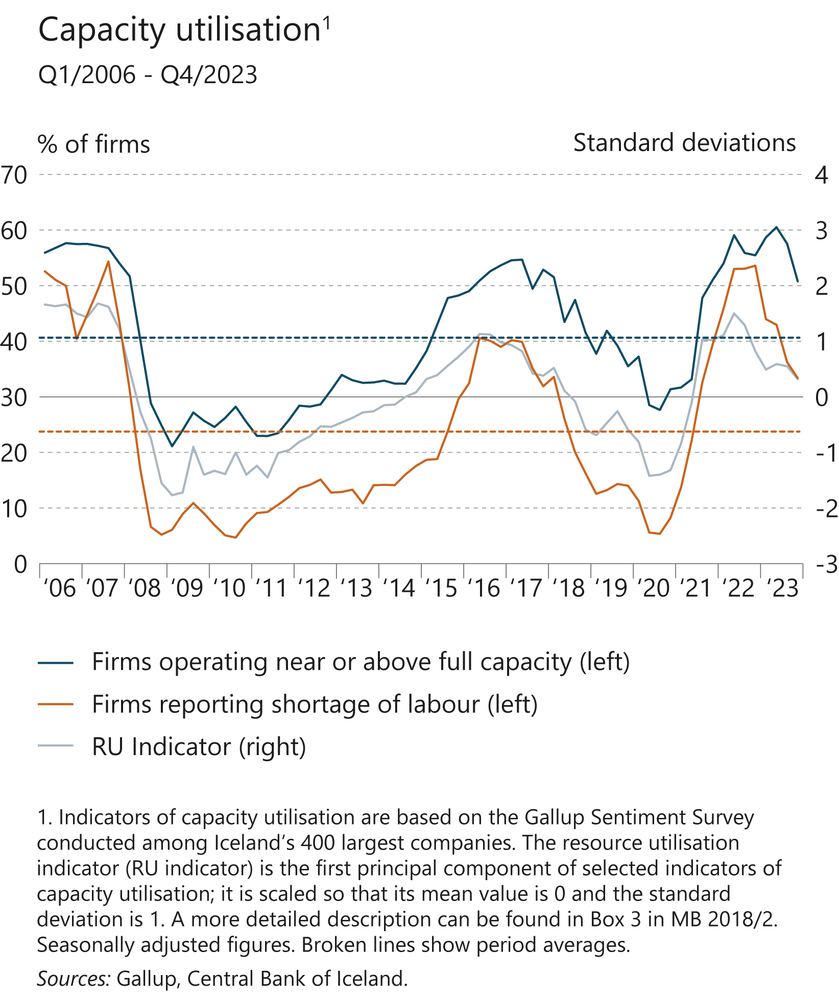 Capacity utilisation¹
Q1/2006 - Q4/2023
% of firms
Standard deviations
70
4
60
3
50
2
40
1
30
0
20
-1
10
-2
0
-3
‘06 ‘07 ‘08 ‘09 ‘10 ‘11 ‘12 ‘13 ‘14 ‘15 ‘16 ‘17 ‘18 ‘19 ‘20 ‘21 ‘22 ‘23
Firms operating near or above full capacity (left)
Firms reporting shortage of labour (left)
RU Indicator (right)
1. Indicators of capacity utilisation are based on the Gallup Sentiment Survey
conducted among Iceland’s 400 largest companies. The resource utilisation
indicator (RU indicator) is the first principal component of selected indicators of
capacity utilisation; it is scaled so that its mean value is 0 and the standard
deviation is 1. A more detailed description can be found in Box 3 in MB 2018/2.
Seasonally adjusted figures. Broken lines show period averages.
Sources: Gallup, Central Bank of Iceland.